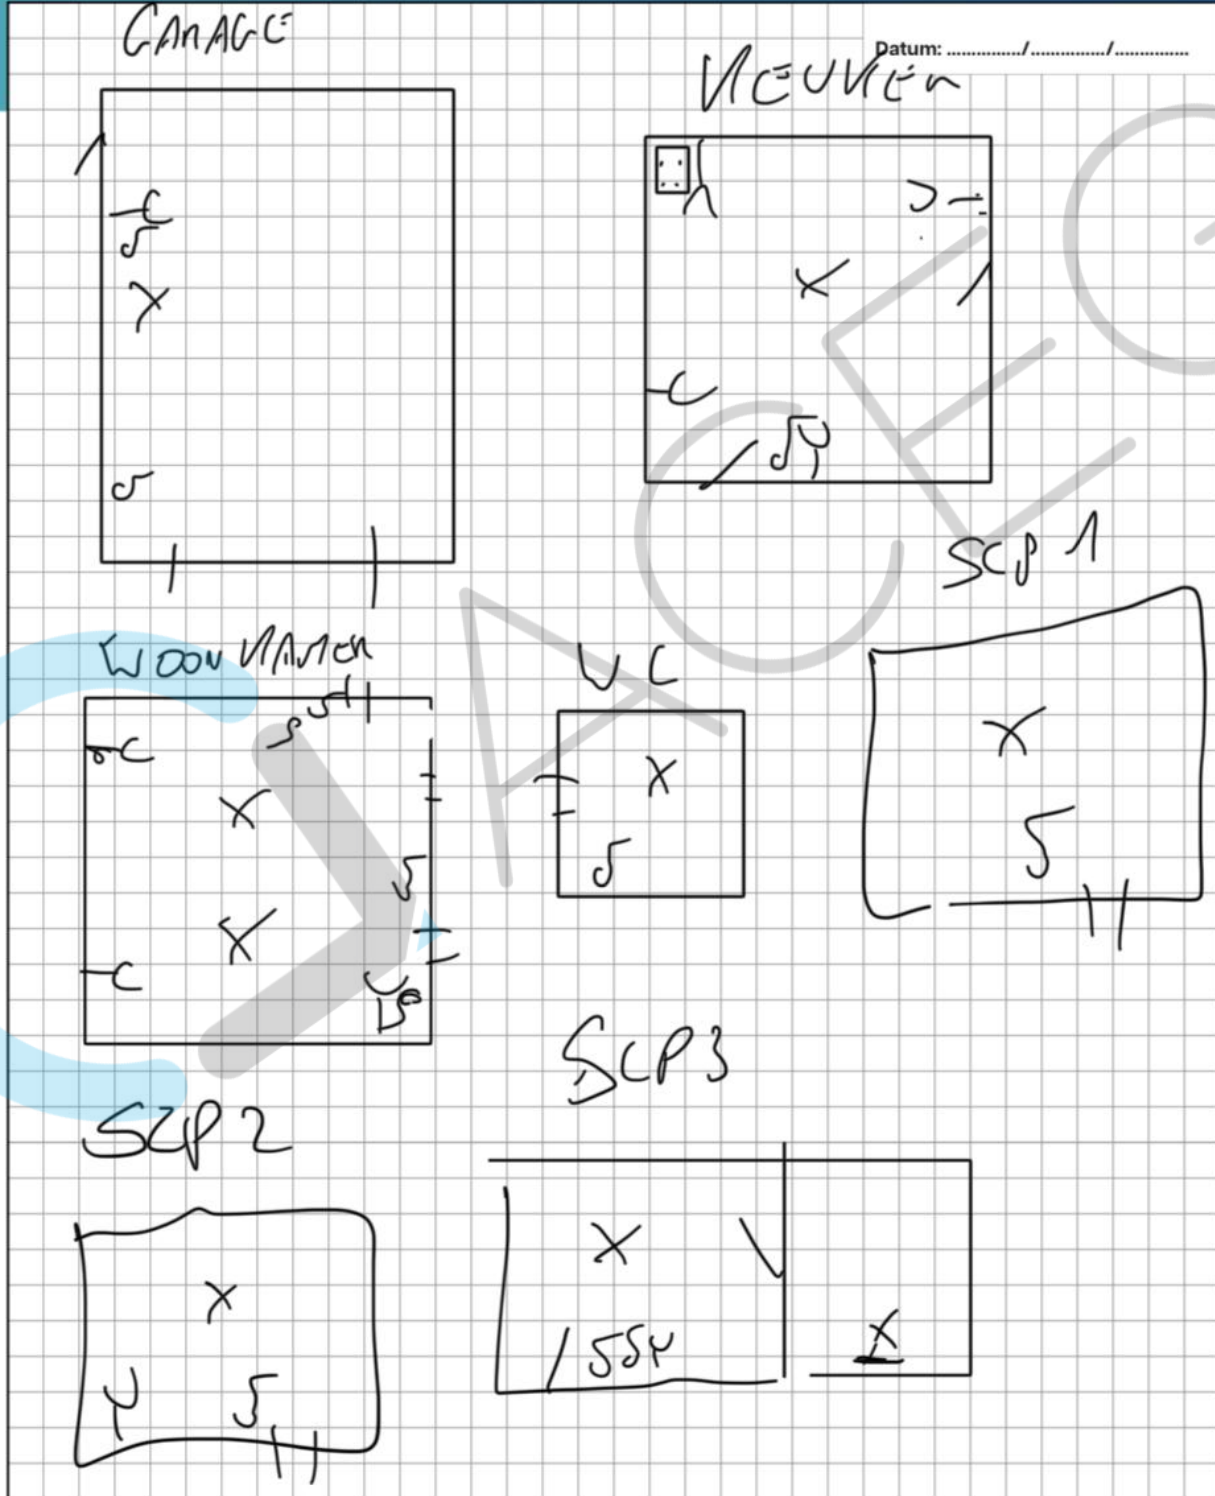 GARAGE
Datum: ............../............../..............
KEUKEN
SCP 1
WOONKAMER
WC
SCP3
SCP 2